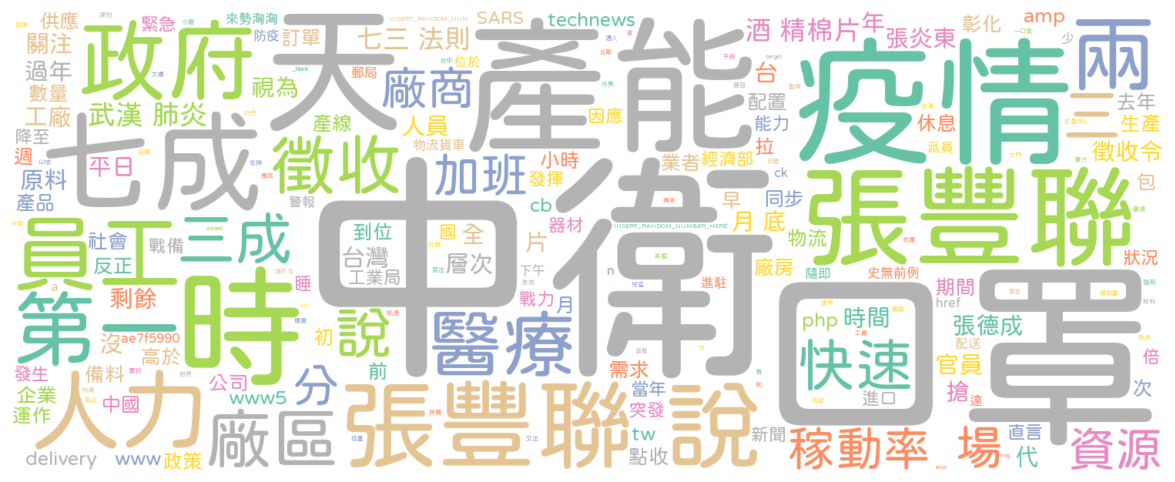 來勢洶洶
INSERT_RANDOM_NUM
供應
緊急
防疫
訂單
SARS
technews
酒 精棉片
年
彰化
amp
關注
政府
天
七三 法則
產能
張炎東
少
兩
過年
視為
郵局
位於
廠商
台
疫情
三
數量
武漢 肺炎
因應
配置
去年
工廠
產線
人員
能力
休息
生產
降至
七成
物流貨車
拉
派員
徵收令
週
平日
徵收
加班
小時
業者
經濟部
原料
發揮
ck
包
產品
警報
中衛
早
同步
張豐聯
cb
器材
月 底
員工
三成
到位
國
全
INSERT_RANDOM_NUMBER_HERE
社會
戰備
片
物流
反正
台灣
層次
廠房
狀況
工業局
下午
n
進駐
隨即
史無前例
a
剩餘
睡
戰力
月
口罩
期間
href
第一時
初
說
醫療
php
時間
張德成
沒
ae7f5990
前
快速
配送
高於
需求
官員
倍
發生
備料
公司
分
當年
進口
搶
達
次
企業
中國
www5
突發
運作
人力
廠區
張豐聯 說
tw
新聞
稼動率
場
直言
資源
delivery
www
政策
點收
代